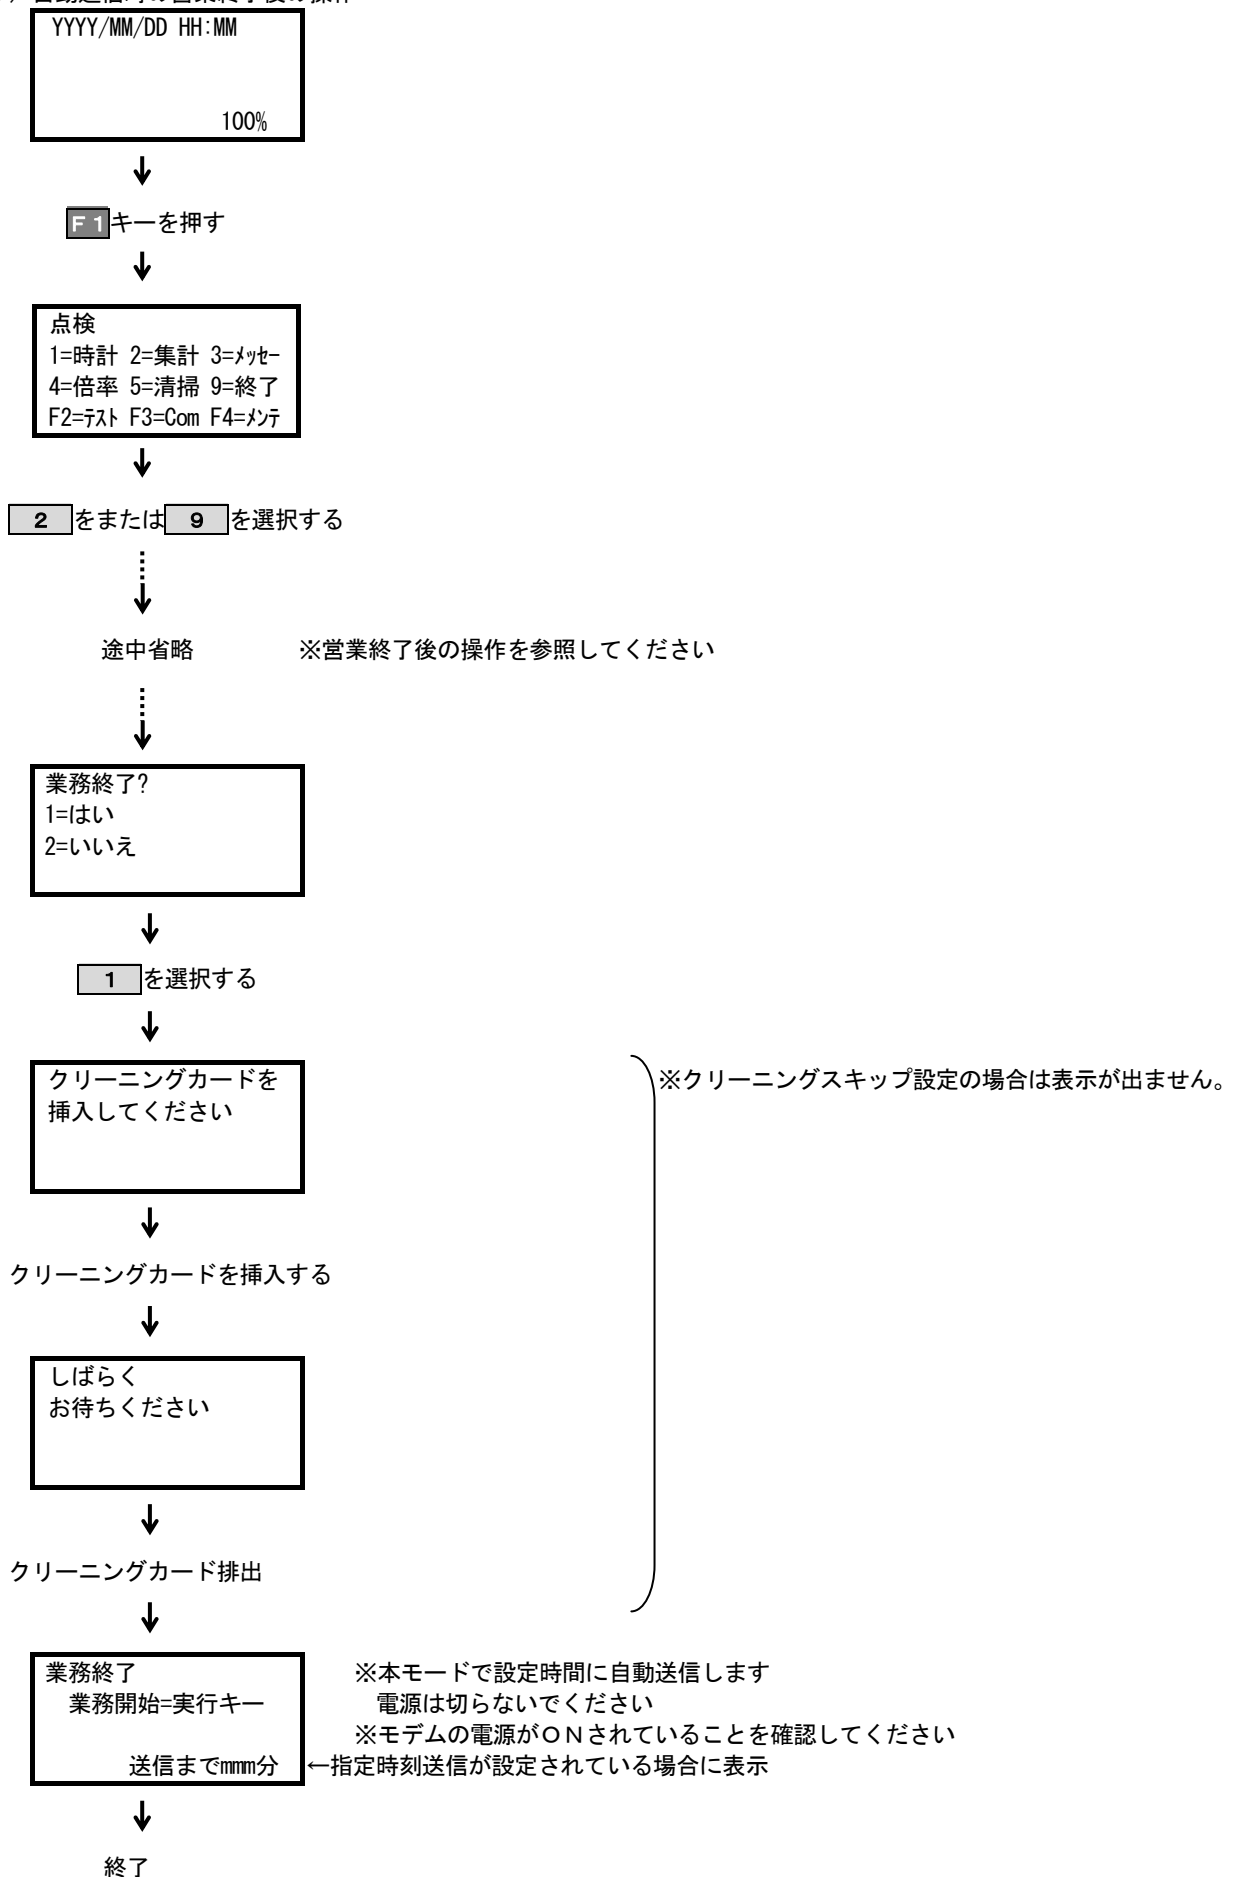 YYYY/MM/DD HH:MM
100%
F1キーを押す
点検
1=時計 2=集計 3=ﾒｯｾｰ
4=倍率 5=清掃 9=終了
F2=ﾃｽﾄ F3=Com F4=ﾒﾝﾃ
2 をまたは 9 を選択する
途中省略 ※営業終了後の操作を参照してください
業務終了?
1=はい
2=いいえ
1 を選択する
クリーニングカードを ※クリーニングスキップ設定の場合は表示が出ません。
挿入してください
クリーニングカードを挿入する
しばらく
お待ちください
クリーニングカード排出
業務終了 ※本モードで設定時間に自動送信します
業務開始=実行キー 電源は切らないでください
※モデムの電源がＯＮされていることを確認してください
送信までmmm分 ←指定時刻送信が設定されている場合に表示
終了